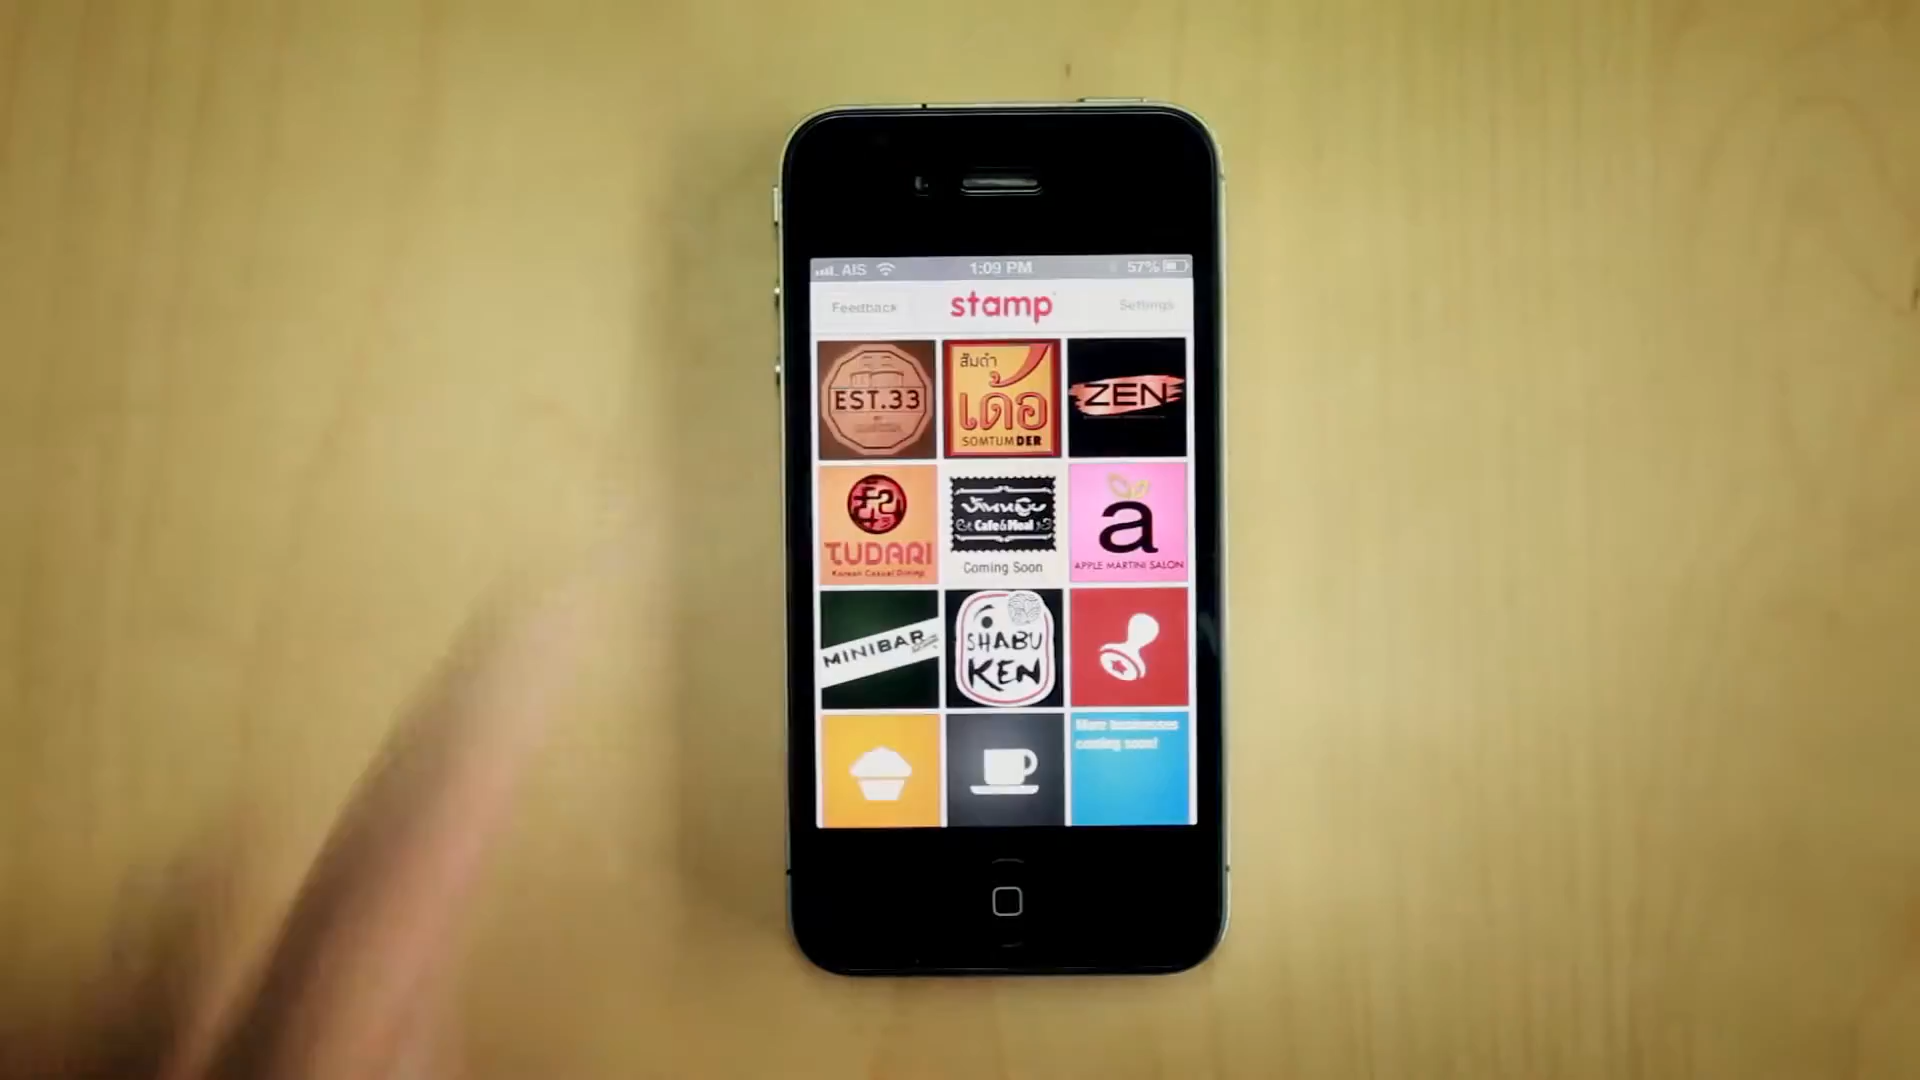 AIS 1:09 PM 57%
Feedback stamp Settings
EST.33
ส้มตำ
เด้อ
SOMTUM DER
ZEN
TUDARI
Korean Casual Dining
Cafe & Meal
Coming Soon
a
APPLE MARTINI SALON
MINIBAR
SHABU
KEN
More businesses
coming soon!